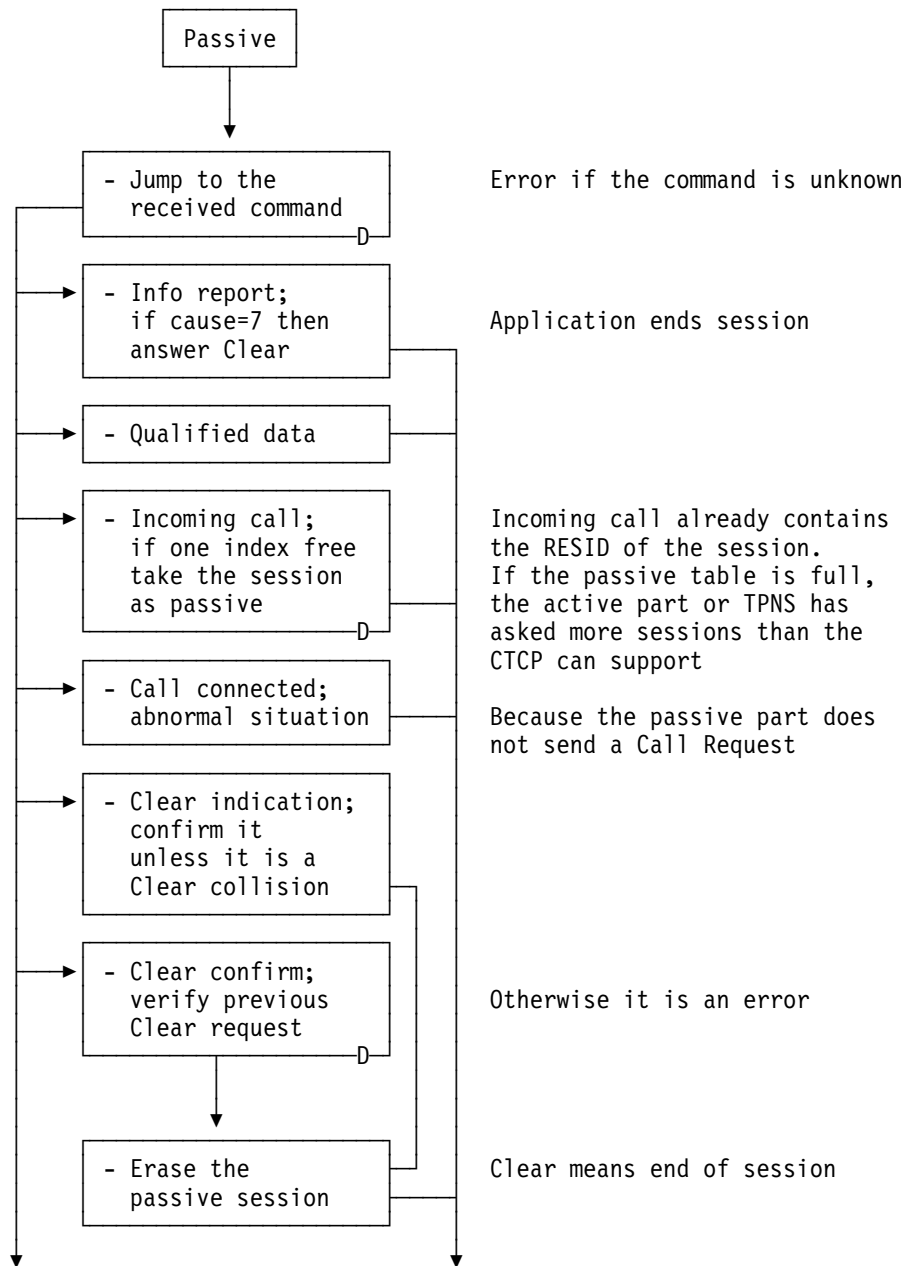 Passive
- Jump to the
received command
D
Error if the command is unknown
- Info report;
if cause=7 then
answer Clear
Application ends session
- Qualified data
- Incoming call;
if one index free
take the session
as passive
D
Incoming call already contains
the RESID of the session.
If the passive table is full,
the active part or TPNS has
asked more sessions than the
CTCP can support
- Call connected;
abnormal situation
Because the passive part does
not send a Call Request
- Clear indication;
confirm it
unless it is a
Clear collision
- Clear confirm;
verify previous
Clear request
D
Otherwise it is an error
- Erase the
passive session
Clear means end of session